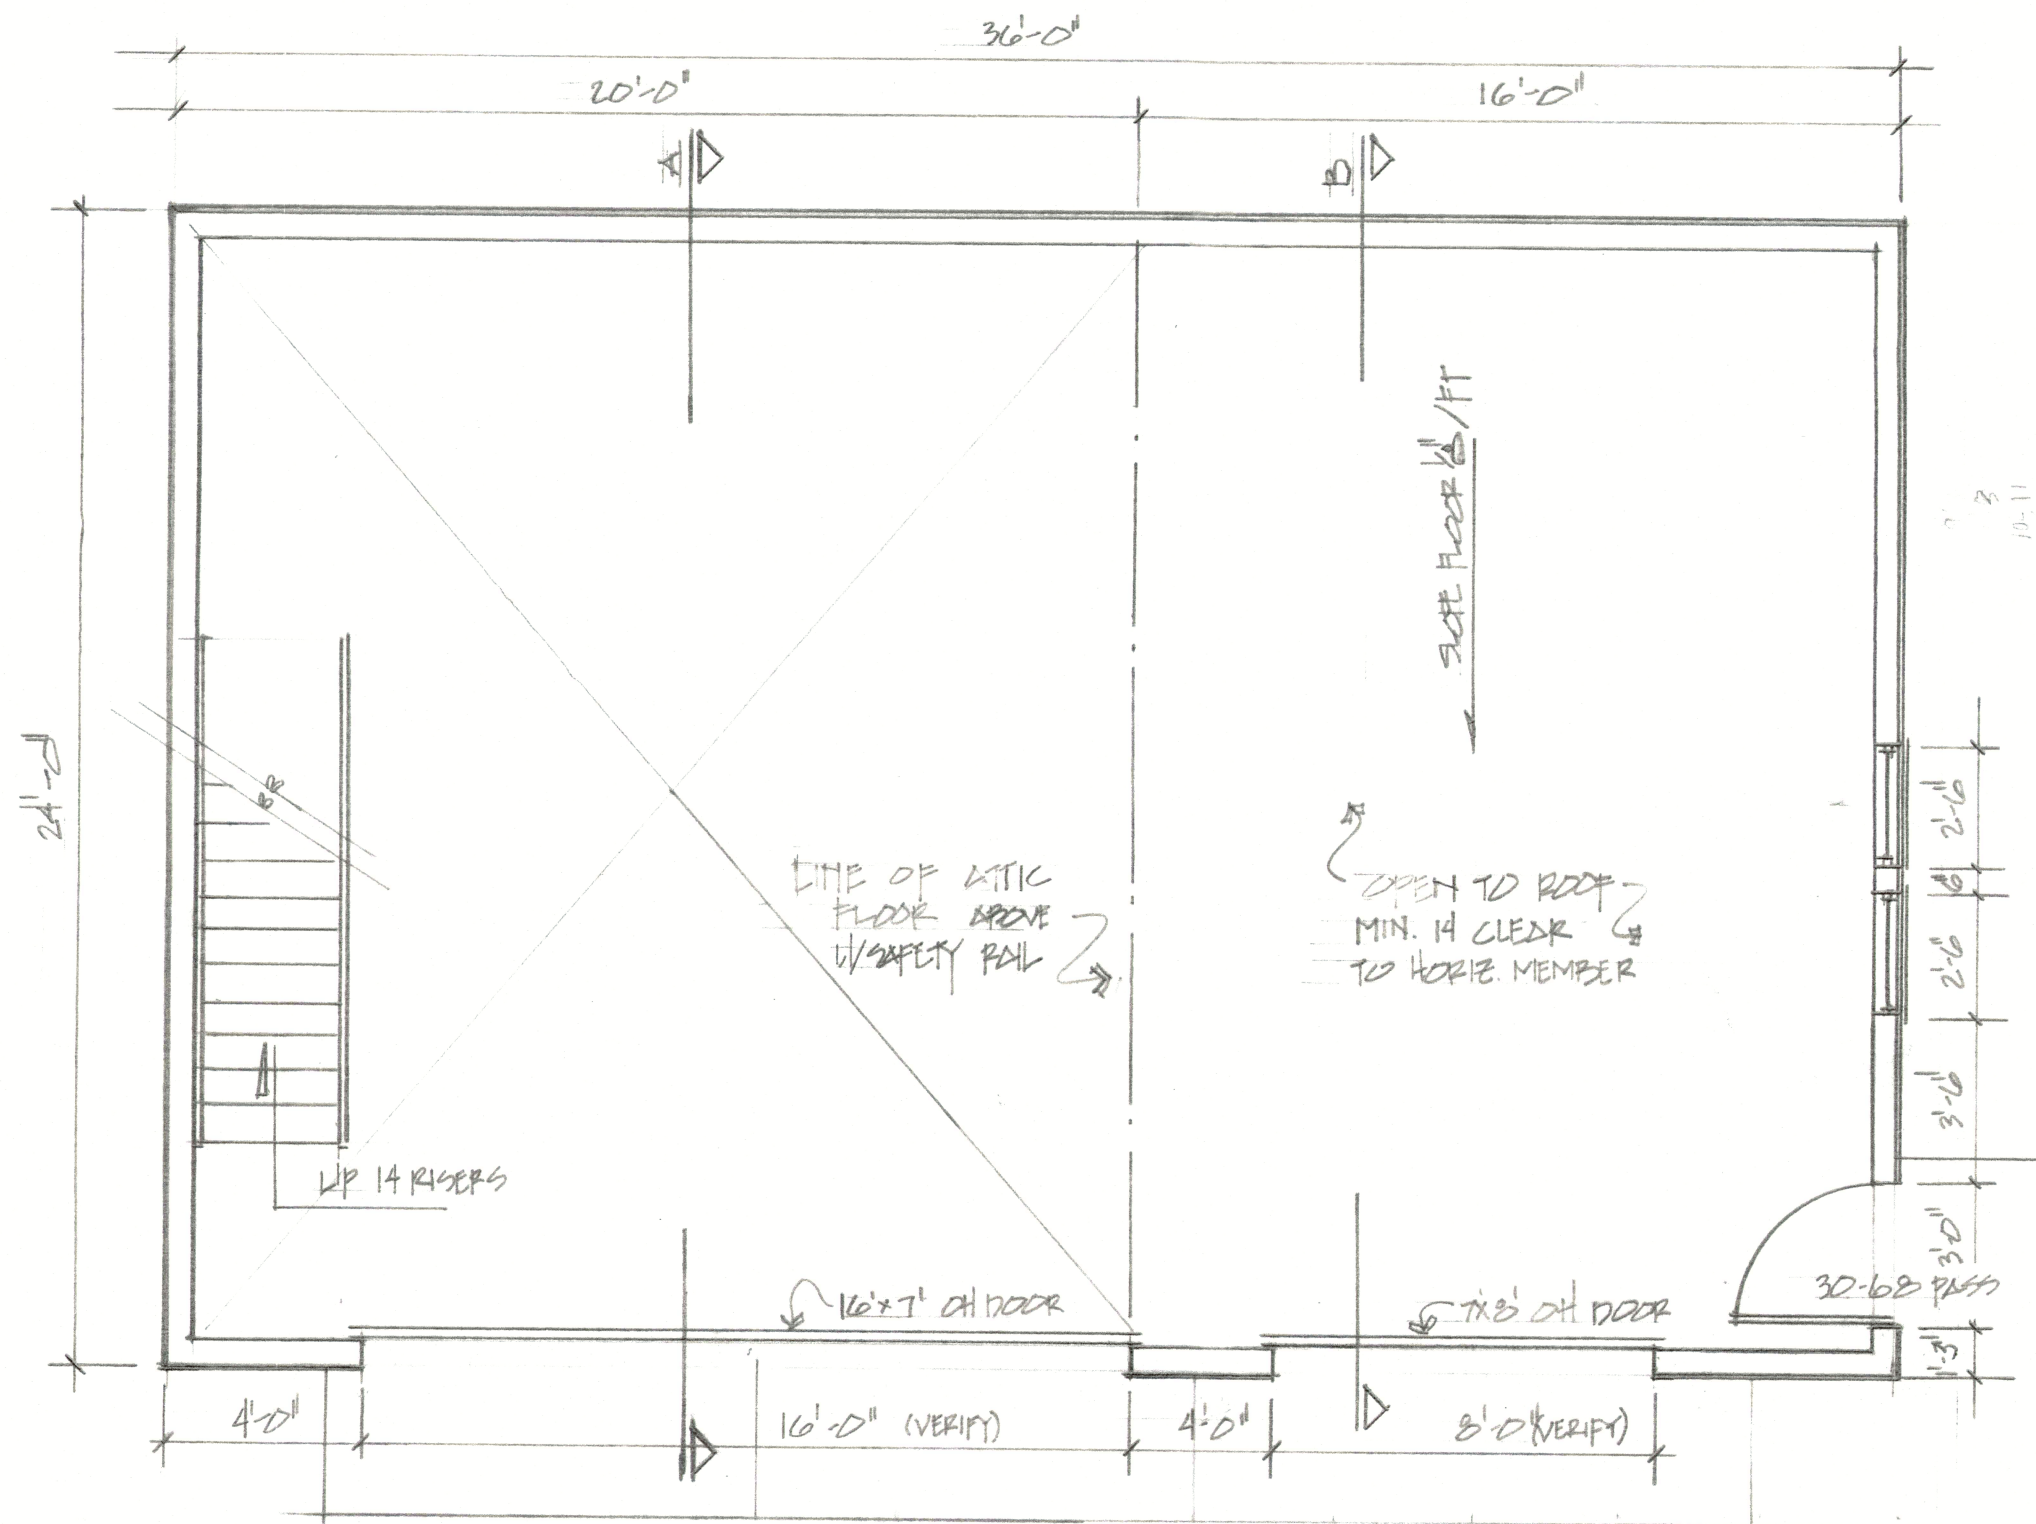 36'-0"
20'-0"
16'-0"
A
B
SLOPE FLOOR 1/8"/FT
24'-0"
BR
2'-6"
6"
2'-6"
3'-6"
3'-0"
1'-3"
LINE OF ATTIC
FLOOR ABOVE
W/SAFETY RAIL
OPEN TO ROOF
MIN. 14 CLEAR
TO HORIZ. MEMBER
UP 14 RISERS
16'x7' OH DOOR
7'x8' OH DOOR
30-68 PASS
4'-0"
16'-0" (VERIFY)
4'-0"
8'-0" (VERIFY)